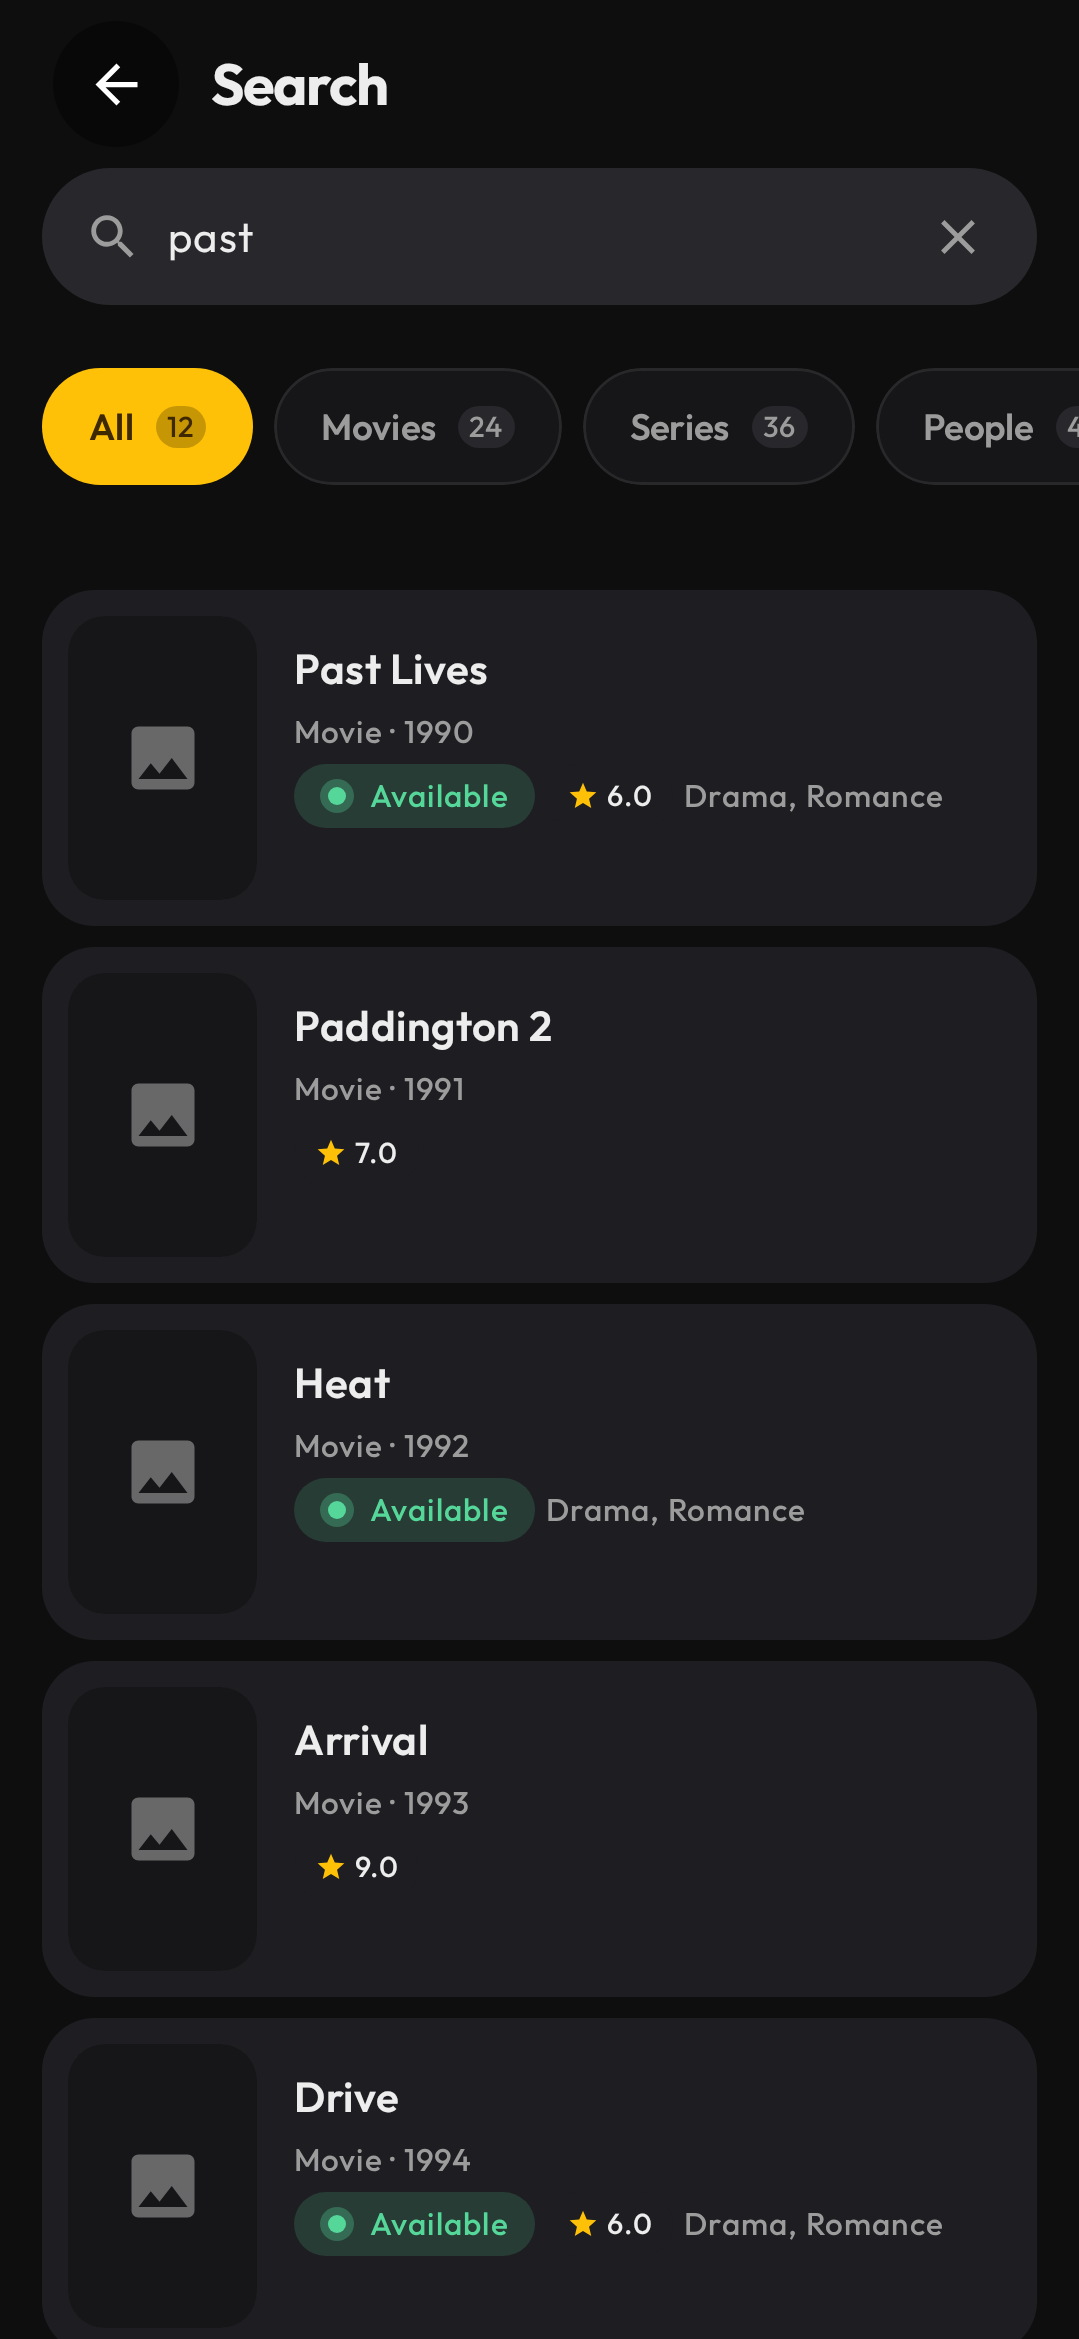 Search
past
All 12 Movies 24 Series 36 People
Past Lives
Movie · 1990
Available 6.0 Drama, Romance
Paddington 2
Movie · 1991
7.0
Heat
Movie · 1992
Available Drama, Romance
Arrival
Movie · 1993
9.0
Drive
Movie · 1994
Available 6.0 Drama, Romance